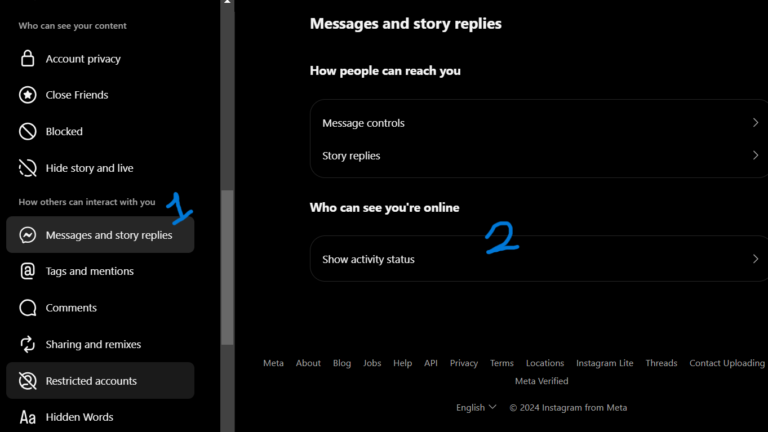 Who can see your content
Account privacy
Close Friends
Blocked
Hide story and live
How others can interact with you
1
Messages and story replies
Tags and mentions
Comments
Sharing and remixes
Restricted accounts
Aa Hidden Words
Messages and story replies
How people can reach you
Message controls
Story replies
Who can see you're online
2
Show activity status
Meta About Blog Jobs Help API Privacy Terms Locations Instagram Lite Threads Contact Uploading
Meta Verified
English © 2024 Instagram from Meta